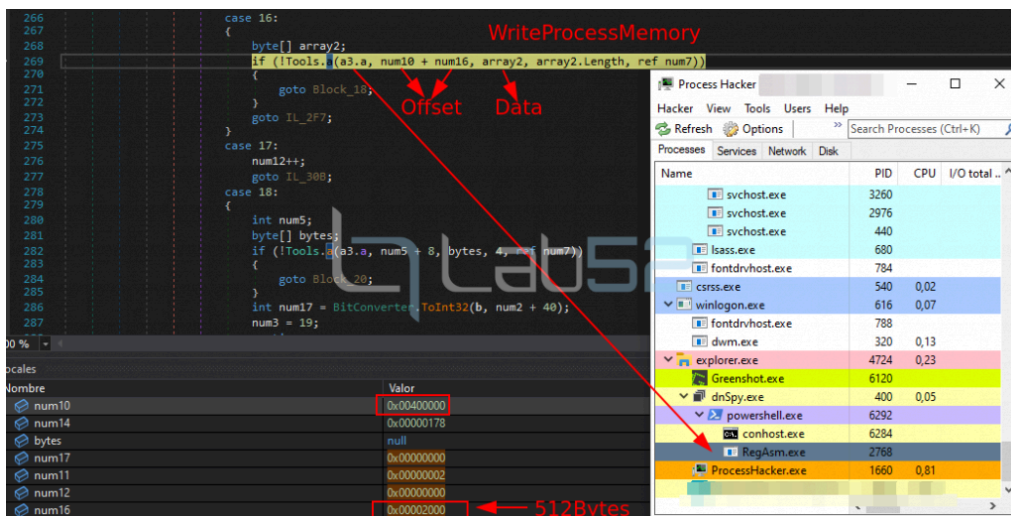 266 case 16:
267 {
268 byte[] array2;
269 if (!Tools.a(a3.a, num10 + num16, array2, array2.Length, ref num7))
270 {
271 goto Block_18;
272 }
273 goto IL_2F7;
274 }
275 case 17:
276 num12++;
277 goto IL_30B;
278 case 18:
279 {
280 int num5;
281 byte[] bytes;
282 if (!Tools.a(a3.a, num5 + 8, bytes, 4, ref num7))
283 {
284 goto Block_20;
285 }
286 int num17 = BitConverter.ToInt32(b, num2 + 40);
287 num3 = 19;
WriteProcessMemory
Offset
Data
Lab52
00 %
ocales
Nombre Valor
num10 0x00400000
num14 0x00000178
bytes null
num17 0x00000000
num11 0x00000002
num12 0x00000000
num16 0x00002000
512Bytes
Process Hacker
Hacker View Tools Users Help
Refresh Options » Search Processes (Ctrl+K)
Processes Services Network Disk
Name PID CPU I/O total ..
svchost.exe 3260
svchost.exe 2976
svchost.exe 440
lsass.exe 680
fontdrvhost.exe 784
csrss.exe 540 0,02
winlogon.exe 616 0,07
fontdrvhost.exe 788
dwm.exe 320 0,13
explorer.exe 4724 0,23
Greenshot.exe 6120
dnSpy.exe 400 0,05
powershell.exe 6292
conhost.exe 6284
RegAsm.exe 2768
ProcessHacker.exe 1660 0,81